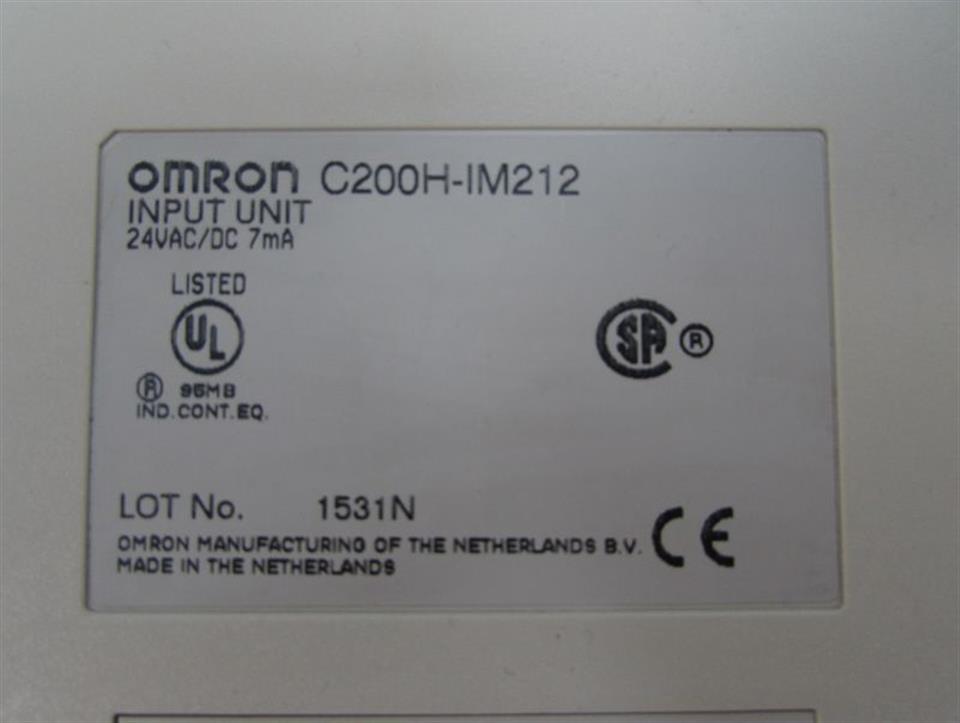 OMRON C200H-IM212
INPUT UNIT
24VAC/DC 7mA
LISTED
UL
® 95MB
IND.CONT.EQ.
SA ®
LOT No. 1531N
OMRON MANUFACTURING OF THE NETHERLANDS B.V.
MADE IN THE NETHERLANDS
CE